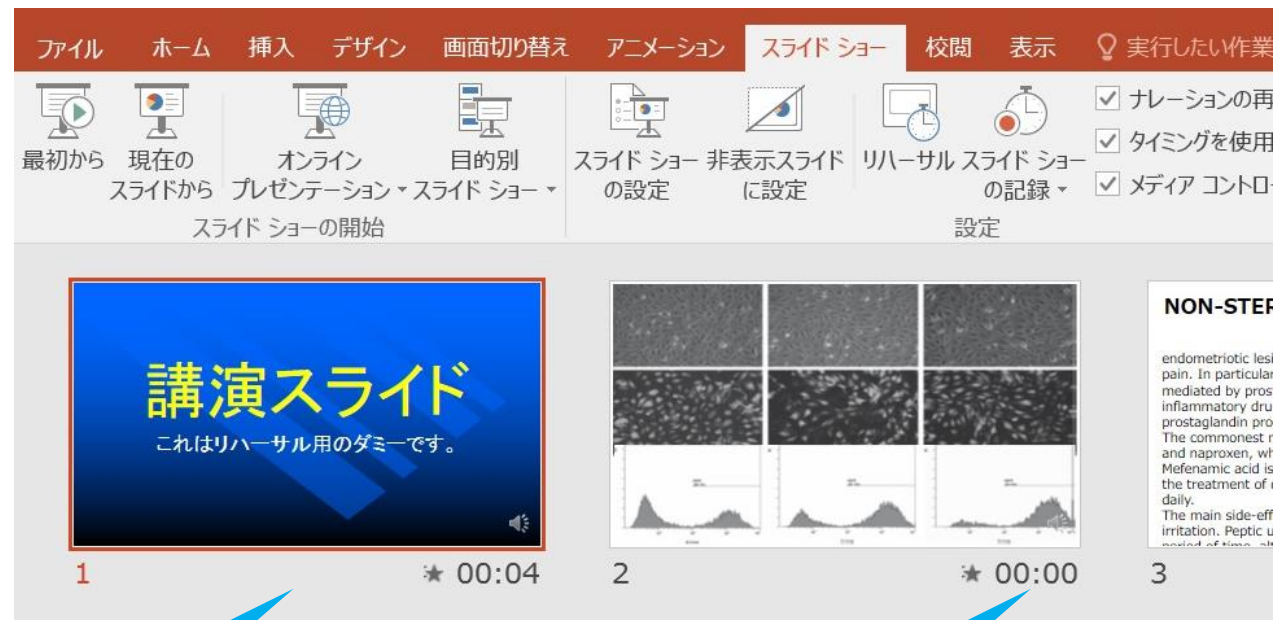 ファイル ホーム 挿入 デザイン 画面切り替え アニメーション スライド ショー 校閲 表示 実行したい作業
最初から
現在の
スライドから
オンライン
プレゼンテーション
目的別
スライド ショー
スライド ショー
の設定
非表示スライド
に設定
リハーサル
スライド ショー
の記録
ナレーションの再
タイミングを使用
メディア コントロー
スライド ショーの開始
設定
講演スライド
これはリハーサル用のダミーです。
NON-STER
endometriotic lesi
pain. In particular
mediated by pros
inflammatory dru
prostaglandin pro
The commonest
and naproxen, wh
Mefenamic acid is
the treatment of
daily.
The main side-eff
irritation. Peptic u
1 00:04
2 00:00
3